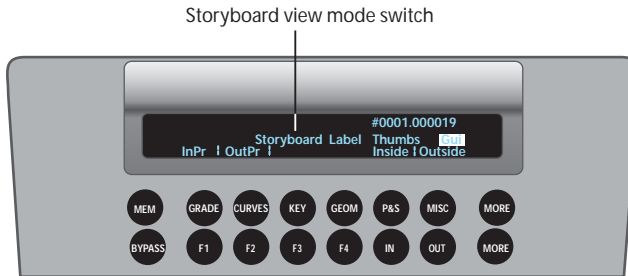 Storyboard view mode switch
#0001.000019
Storyboard Label Thumbs Gui
InPr ¦ OutPr ¦ Inside ¦ Outside
MEM GRADE CURVES KEY GEOM P&S MISC MORE
BYPASS F1 F2 F3 F4 IN OUT MORE